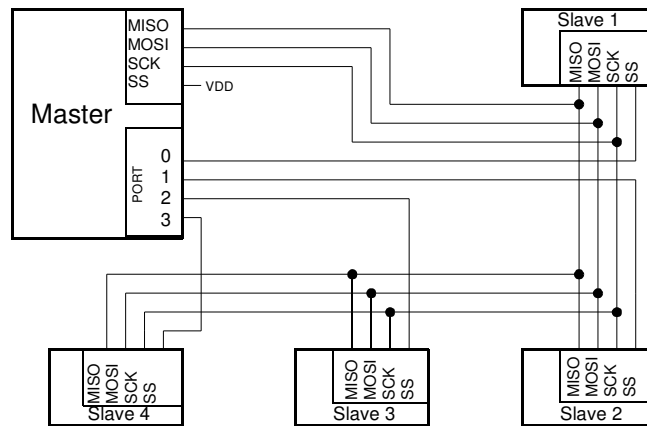 MISO
MOSI
SCK
SS
VDD
Master
PORT
0
1
2
3
Slave 1
MISO
MOSI
SCK
SS
MISO
MOSI
SCK
SS
Slave 4
MISO
MOSI
SCK
SS
Slave 3
MISO
MOSI
SCK
SS
Slave 2